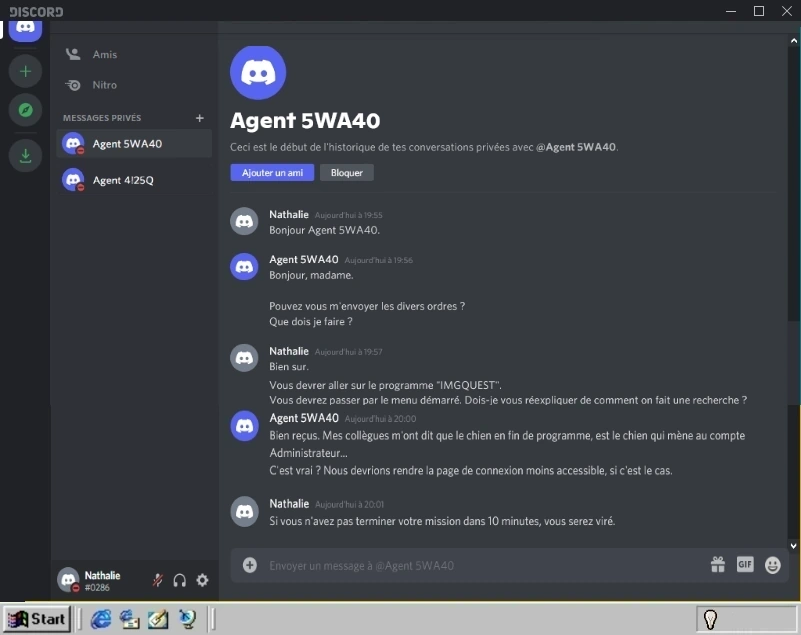 DISCORD
Amis
Nitro
MESSAGES PRIVÉS
Agent 5WA40
Agent 4!25Q
Nathalie
#0286
Agent 5WA40
Ceci est le début de l'historique de tes conversations privées avec @Agent 5WA40.
Ajouter un ami
Bloquer
Nathalie Aujourd'hui à 19:55
Bonjour Agent 5WA40.
Agent 5WA40 Aujourd'hui à 19:56
Bonjour, madame.
Pouvez vous m'envoyer les divers ordres ?
Que dois je faire ?
Nathalie Aujourd'hui à 19:57
Bien sur.
Vous devrer aller sur le programme "IMGQUEST".
Vous devrez passer par le menu démarré. Dois-je vous réexpliquer de comment on fait une recherche ?
Agent 5WA40 Aujourd'hui à 20:00
Bien reçus. Mes collègues m'ont dit que le chien en fin de programme, est le chien qui mène au compte
Administrateur...
C'est vrai ? Nous devrions rendre la page de connexion moins accessible, si c'est le cas.
Nathalie Aujourd'hui à 20:01
Si vous n'avez pas terminer votre mission dans 10 minutes, vous serez viré.
Envoyer un message à @Agent 5WA40
GIF
Start